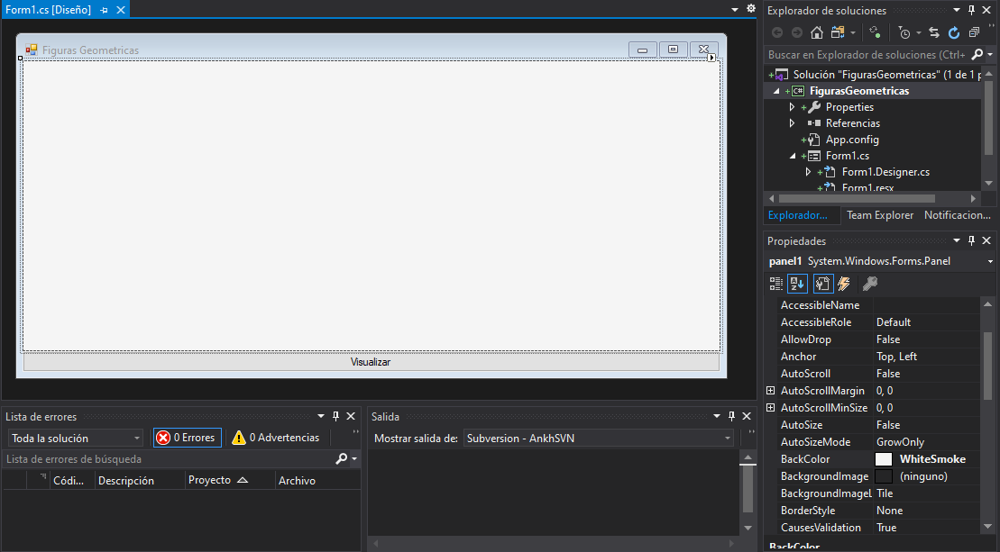 Form1.cs [Diseño]
Figuras Geometricas
Visualizar
Lista de errores
Toda la solución
0 Errores
0 Advertencias
Lista de errores de búsqueda
Códi...
Descripción
Proyecto
Archivo
Salida
Mostrar salida de:
Subversion - AnkhSVN
Explorador de soluciones
Buscar en Explorador de soluciones (Ctrl+
Solución "FigurasGeometricas" (1 de 1 p
C# FigurasGeometricas
Properties
Referencias
App.config
Form1.cs
Form1.Designer.cs
Form1.resx
Explorador...
Team Explorer
Notificacion...
Propiedades
panel1 System.Windows.Forms.Panel
AccessibleName
AccessibleRole Default
AllowDrop False
Anchor Top, Left
AutoScroll False
AutoScrollMargin 0, 0
AutoScrollMinSize 0, 0
AutoSize False
AutoSizeMode GrowOnly
BackColor WhiteSmoke
BackgroundImage (ninguno)
BackgroundImageL Tile
BorderStyle None
CausesValidation True
BackColor